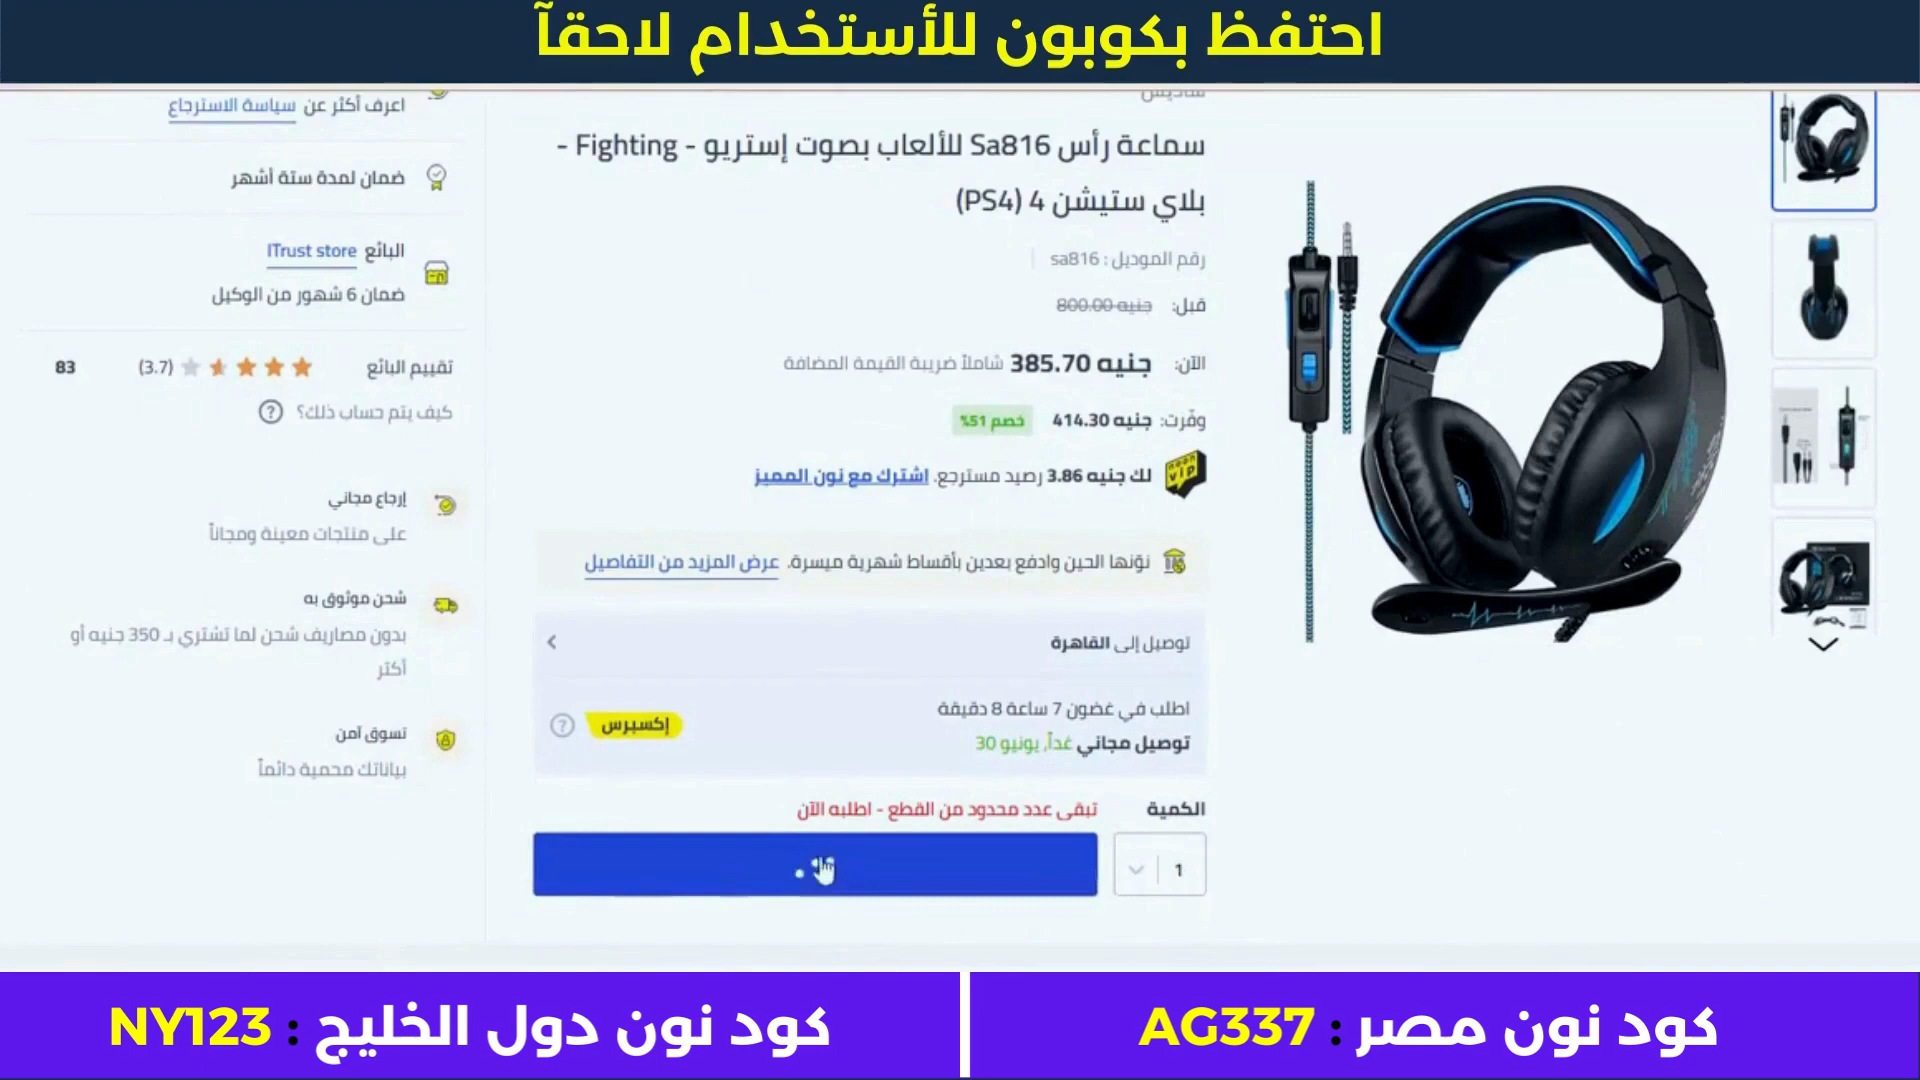 احتفظ بكوبون للأستخدام لاحقآ
ساديس
سماعة رأس Sa816 للألعاب بصوت إستريو - Fighting -
بلاي ستيشن 4 (PS4)
رقم الموديل : sa816
قبل: جنيه 800.00
الآن: جنيه 385.70 شاملاً ضريبة القيمة المضافة
وفّرت: جنيه 414.30 خصم 51%
noon vip لك جنيه 3.86 رصيد مسترجع. اشترك مع نون المميز
نوّنها الحين وادفع بعدين بأقساط شهرية ميسرة. عرض المزيد من التفاصيل
توصيل إلى القاهرة
اطلب في غضون 7 ساعة 8 دقيقة
توصيل مجاني غداً, يونيو 30
إكسبرس
الكمية تبقى عدد محدود من القطع - اطلبه الآن
1
اعرف أكثر عن سياسة الاسترجاع
ضمان لمدة ستة أشهر
البائع ITrust store
ضمان 6 شهور من الوكيل
تقييم البائع (3.7) 83
كيف يتم حساب ذلك؟
إرجاع مجاني
على منتجات معينة ومجاناً
شحن موثوق به
بدون مصاريف شحن لما تشتري بـ 350 جنيه أو
أكثر
تسوق آمن
بياناتك محمية دائماً
كود نون مصر : AG337
كود نون دول الخليج : NY123